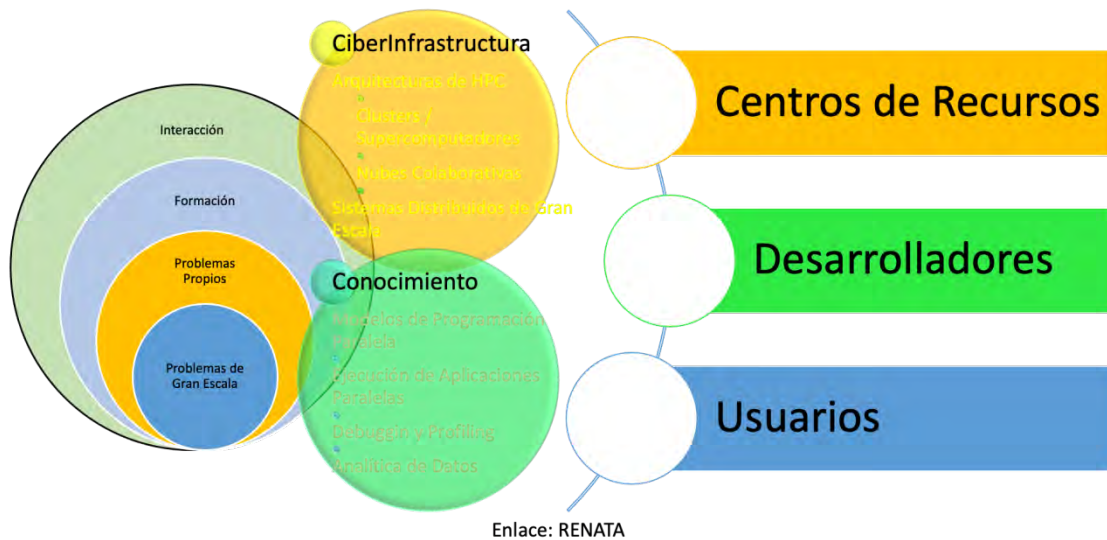 Interacción
Formación
Problemas
Propios
Problemas de
Gran Escala
CiberInfrastructura
Arquitecturas de HPC
Clusters /
Supercomputadores
Nubes Colaborativas
Sistemas Distribuidos de Gran
Escala
Conocimiento
Modelos de Programación
Paralela
Ejecución de Aplicaciones
Paralelas
Debuggin y Profiling
Analítica de Datos
Centros de Recursos
Desarrolladores
Usuarios
Enlace: RENATA